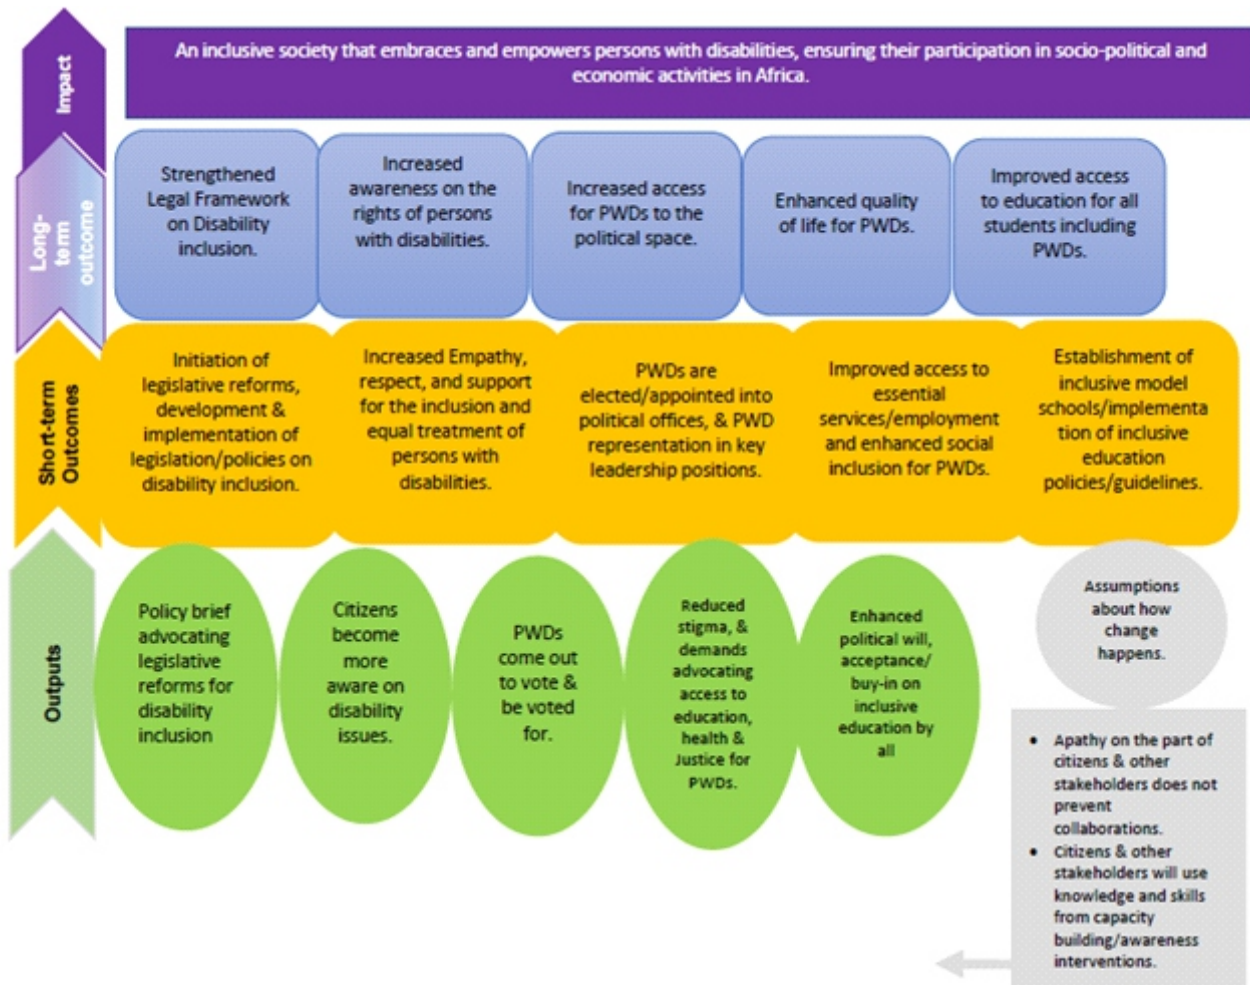 Impact
An inclusive society that embraces and empowers persons with disabilities, ensuring their participation in socio-political and
economic activities in Africa.
Long-
term
outcome
Strengthened
Legal Framework
on Disability
inclusion.
Increased
awareness on the
rights of persons
with disabilities.
Increased access
for PWDs to the
political space.
Enhanced quality
of life for PWDs.
Improved access
to education for all
students including
PWDs.
Short-term
Outcomes
Initiation of
legislative reforms,
development &
implementation of
legislation/policies on
disability inclusion.
Increased Empathy,
respect, and support
for the inclusion and
equal treatment of
persons with
disabilities.
PWDs are
elected/appointed into
political offices, & PWD
representation in key
leadership positions.
Improved access to
essential
services/employment
and enhanced social
inclusion for PWDs.
Establishment of
inclusive model
schools/implementa
tion of inclusive
education
policies/guidelines.
Outputs
Policy brief
advocating
legislative
reforms for
disability
inclusion
Citizens
become
more
aware on
disability
issues.
PWDs
come out
to vote &
be voted
for.
Reduced
stigma, &
demands
advocating
access to
education,
health &
Justice for
PWDs.
Enhanced
political will,
acceptance/
buy-in on
inclusive
education by
all
Assumptions
about how
change
happens.
• Apathy on the part of
citizens & other
stakeholders does not
prevent
collaborations.
• Citizens & other
stakeholders will use
knowledge and skills
from capacity
building/awareness
interventions.